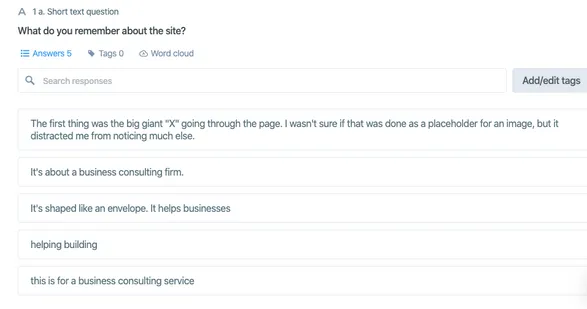 1 a. Short text question
What do you remember about the site?
Answers 5 Tags 0 Word cloud
Search responses Add/edit tags
The first thing was the big giant "X" going through the page. I wasn't sure if that was done as a placeholder for an image, but it
distracted me from noticing much else.
It's about a business consulting firm.
It's shaped like an envelope. It helps businesses
helping building
this is for a business consulting service